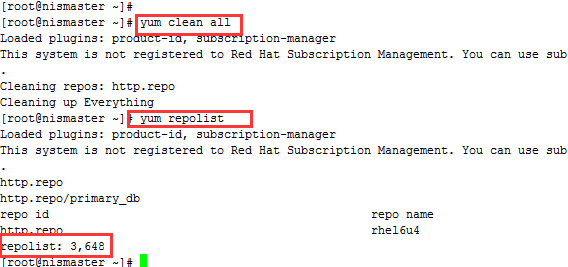 [root@nismaster ~]#
[root@nismaster ~]# yum clean all
Loaded plugins: product-id, subscription-manager
This system is not registered to Red Hat Subscription Management. You can use sub
.
Cleaning repos: http.repo
Cleaning up Everything
[root@nismaster ~]# yum repolist
Loaded plugins: product-id, subscription-manager
This system is not registered to Red Hat Subscription Management. You can use sub
.
http.repo
http.repo/primary_db
repo id repo name
http.repo rhel6u4
repolist: 3,648
[root@nismaster ~]#